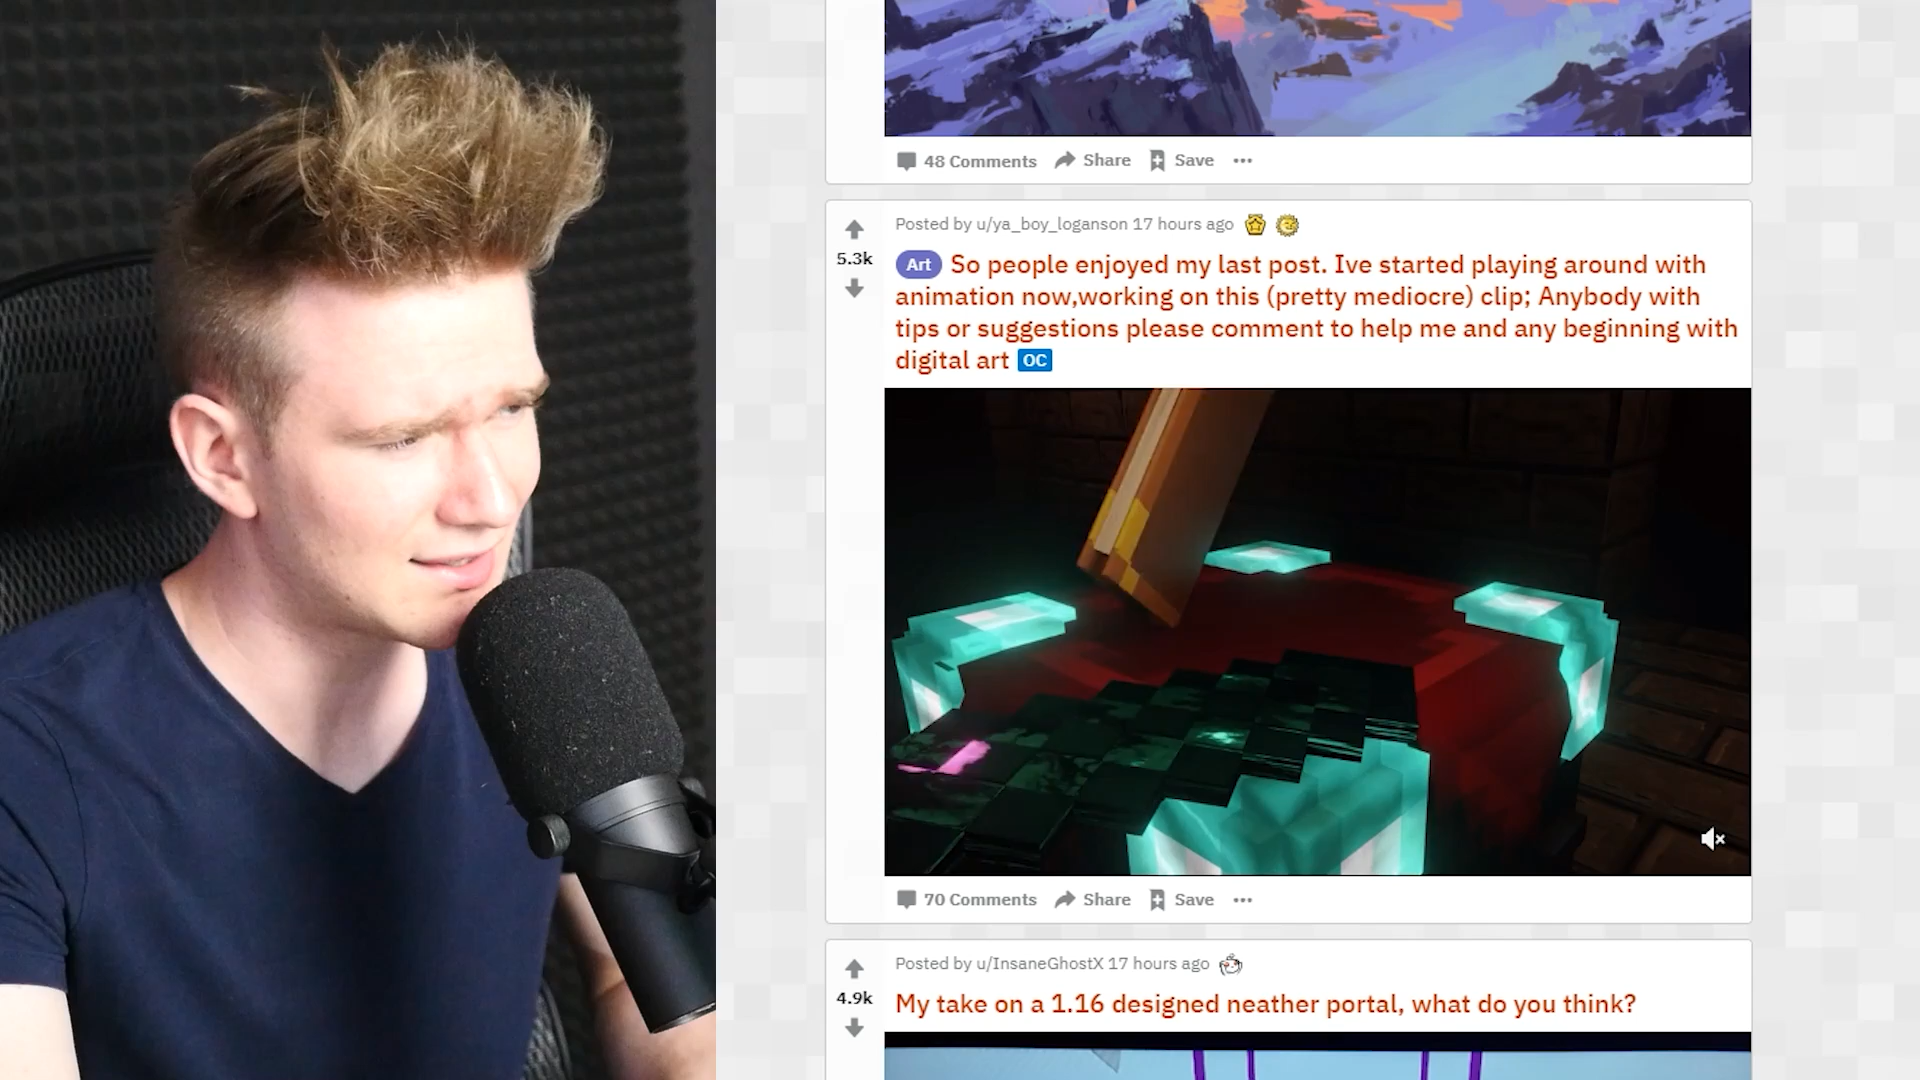 48 Comments Share Save
Posted by u/ya_boy_loganson 17 hours ago
5.3k
Art So people enjoyed my last post. Ive started playing around with
animation now,working on this (pretty mediocre) clip; Anybody with
tips or suggestions please comment to help me and any beginning with
digital art OC
70 Comments Share Save
Posted by u/InsaneGhostX 17 hours ago
4.9k
My take on a 1.16 designed neather portal, what do you think?